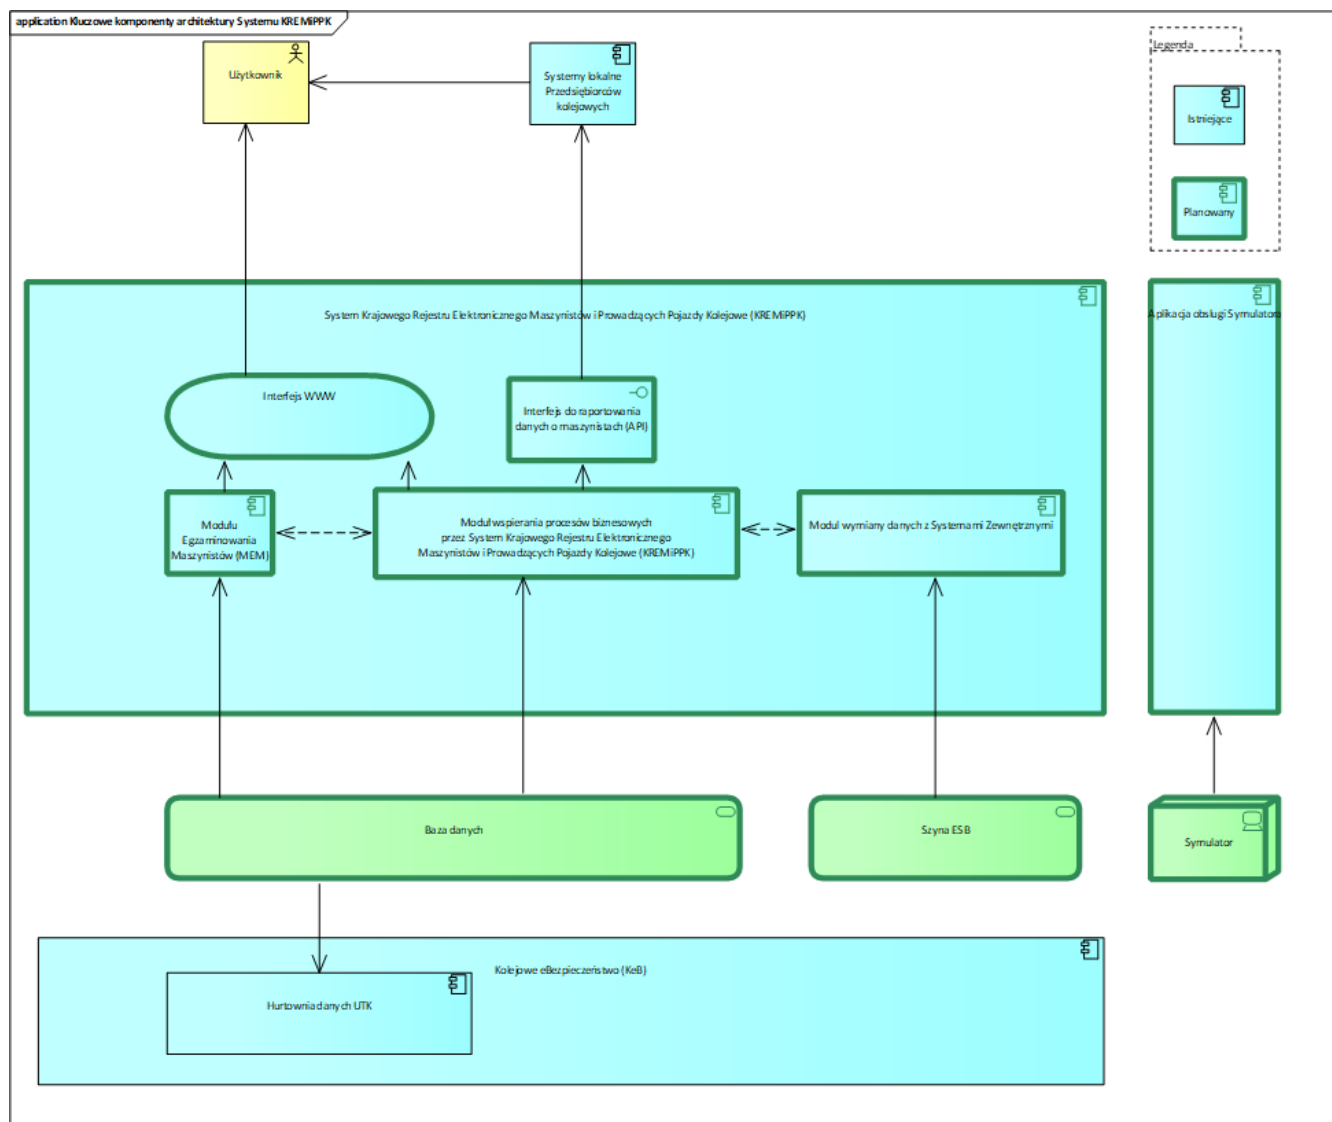 application Kluczowe komponenty architektury Systemu KREMiPPK
Użytkownik
Systemy lokalne
Przedsiębiorców
kolejowych
Legenda
Istniejące
Planowany
System Krajowego Rejestru Elektronicznego Maszynistów i Prowadzących Pojazdy Kolejowe (KREMiPPK)
Aplikacja obsługi Symulatora
Interfejs WWW
Interfejs do raportowania
danych o maszynistach (API)
Modułu
Egzaminowania
Maszynistów (MEM)
Moduł wspierania procesów biznesowych
przez System Krajowego Rejestru Elektronicznego
Maszynistów i Prowadzących Pojazdy Kolejowe (KREMiPPK)
Moduł wymiany danych z Systemami Zewnętrznymi
Baza danych
Szyna ESB
Symulator
Kolejowe eBezpieczeństwo (KeB)
Hurtownia danych UTK